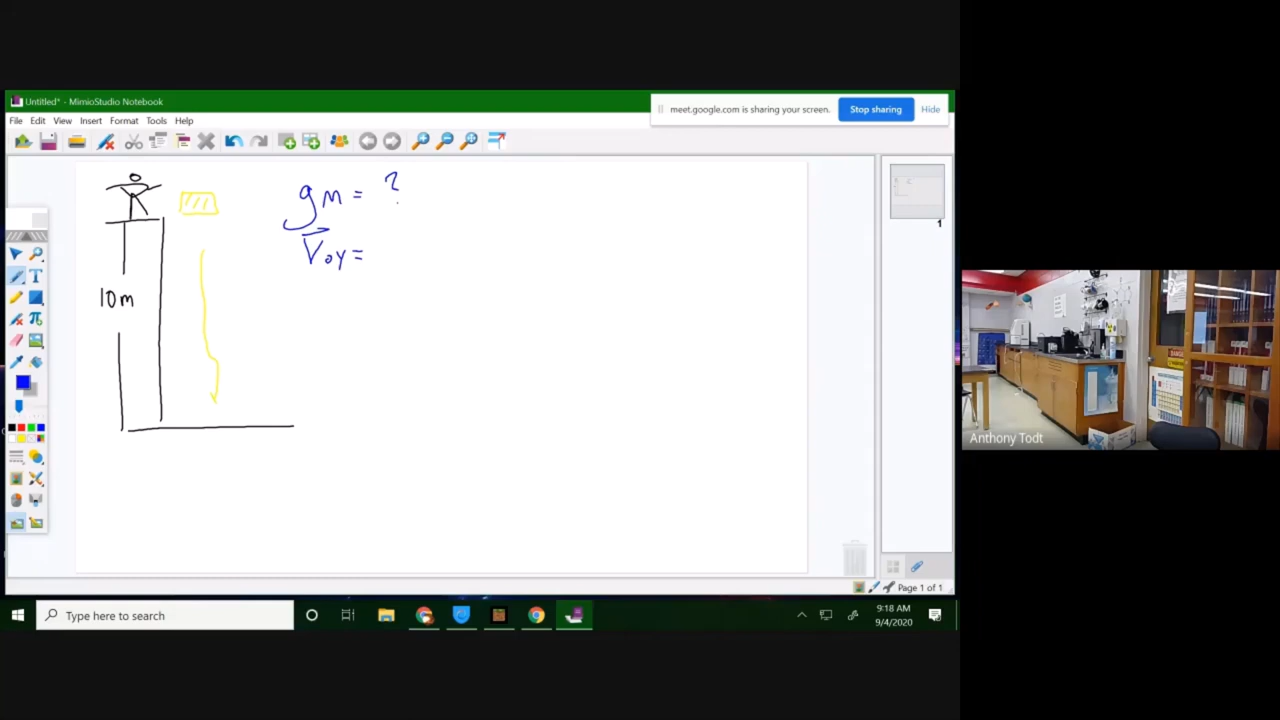 Untitled* - MimioStudio Notebook
meet.google.com is sharing your screen.
Stop sharing
Hide
File Edit View Insert Format Tools Help
gm = ?
Voy =
10m
1
Anthony Todt
Page 1 of 1
Type here to search
9:18 AM
9/4/2020